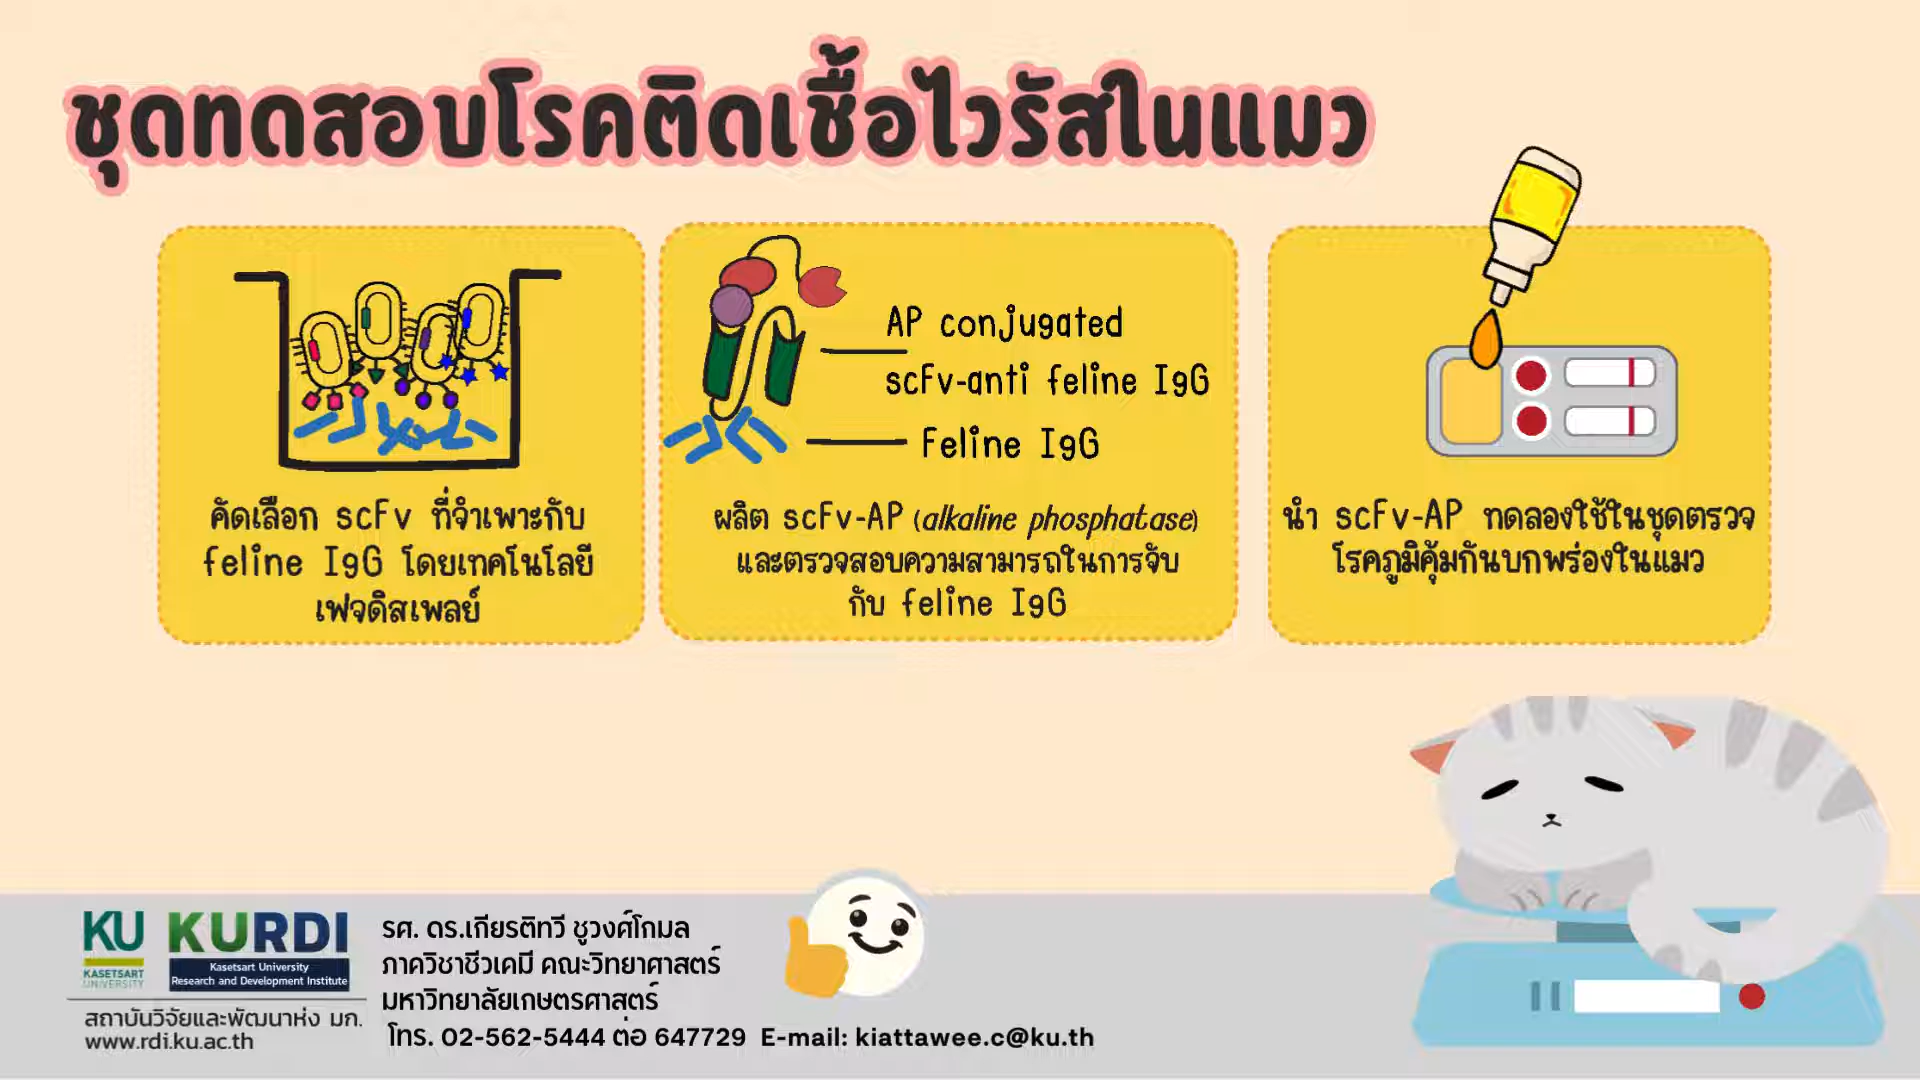 ชุดทดสอบโรคติดเชื้อไวรัสในแมว
คัดเลือก scFv ที่จำเพาะกับ
feline IgG โดยเทคโนโลยี
เฟจดิสเพลย์
AP conjugated
scFv-anti feline IgG
Feline IgG
ผลิต scFv-AP (alkaline phosphatase)
และตรวจสอบความสามารถในการจับ
กับ feline IgG
นำ scFv-AP ทดลองใช้ในชุดตรวจ
โรคภูมิคุ้มกันบกพร่องในแมว
KU
KASETSART
UNIVERSITY
KURDI
Kasetsart University
Research and Development Institute
สถาบันวิจัยและพัฒนาแห่ง มก.
www.rdi.ku.ac.th
รศ. ดร.เกียรติทวี ชูวงศ์โกมล
ภาควิชาชีวเคมี คณะวิทยาศาสตร์
มหาวิทยาลัยเกษตรศาสตร์
โทร. 02-562-5444 ต่อ 647729 E-mail: kiattawee.c@ku.th